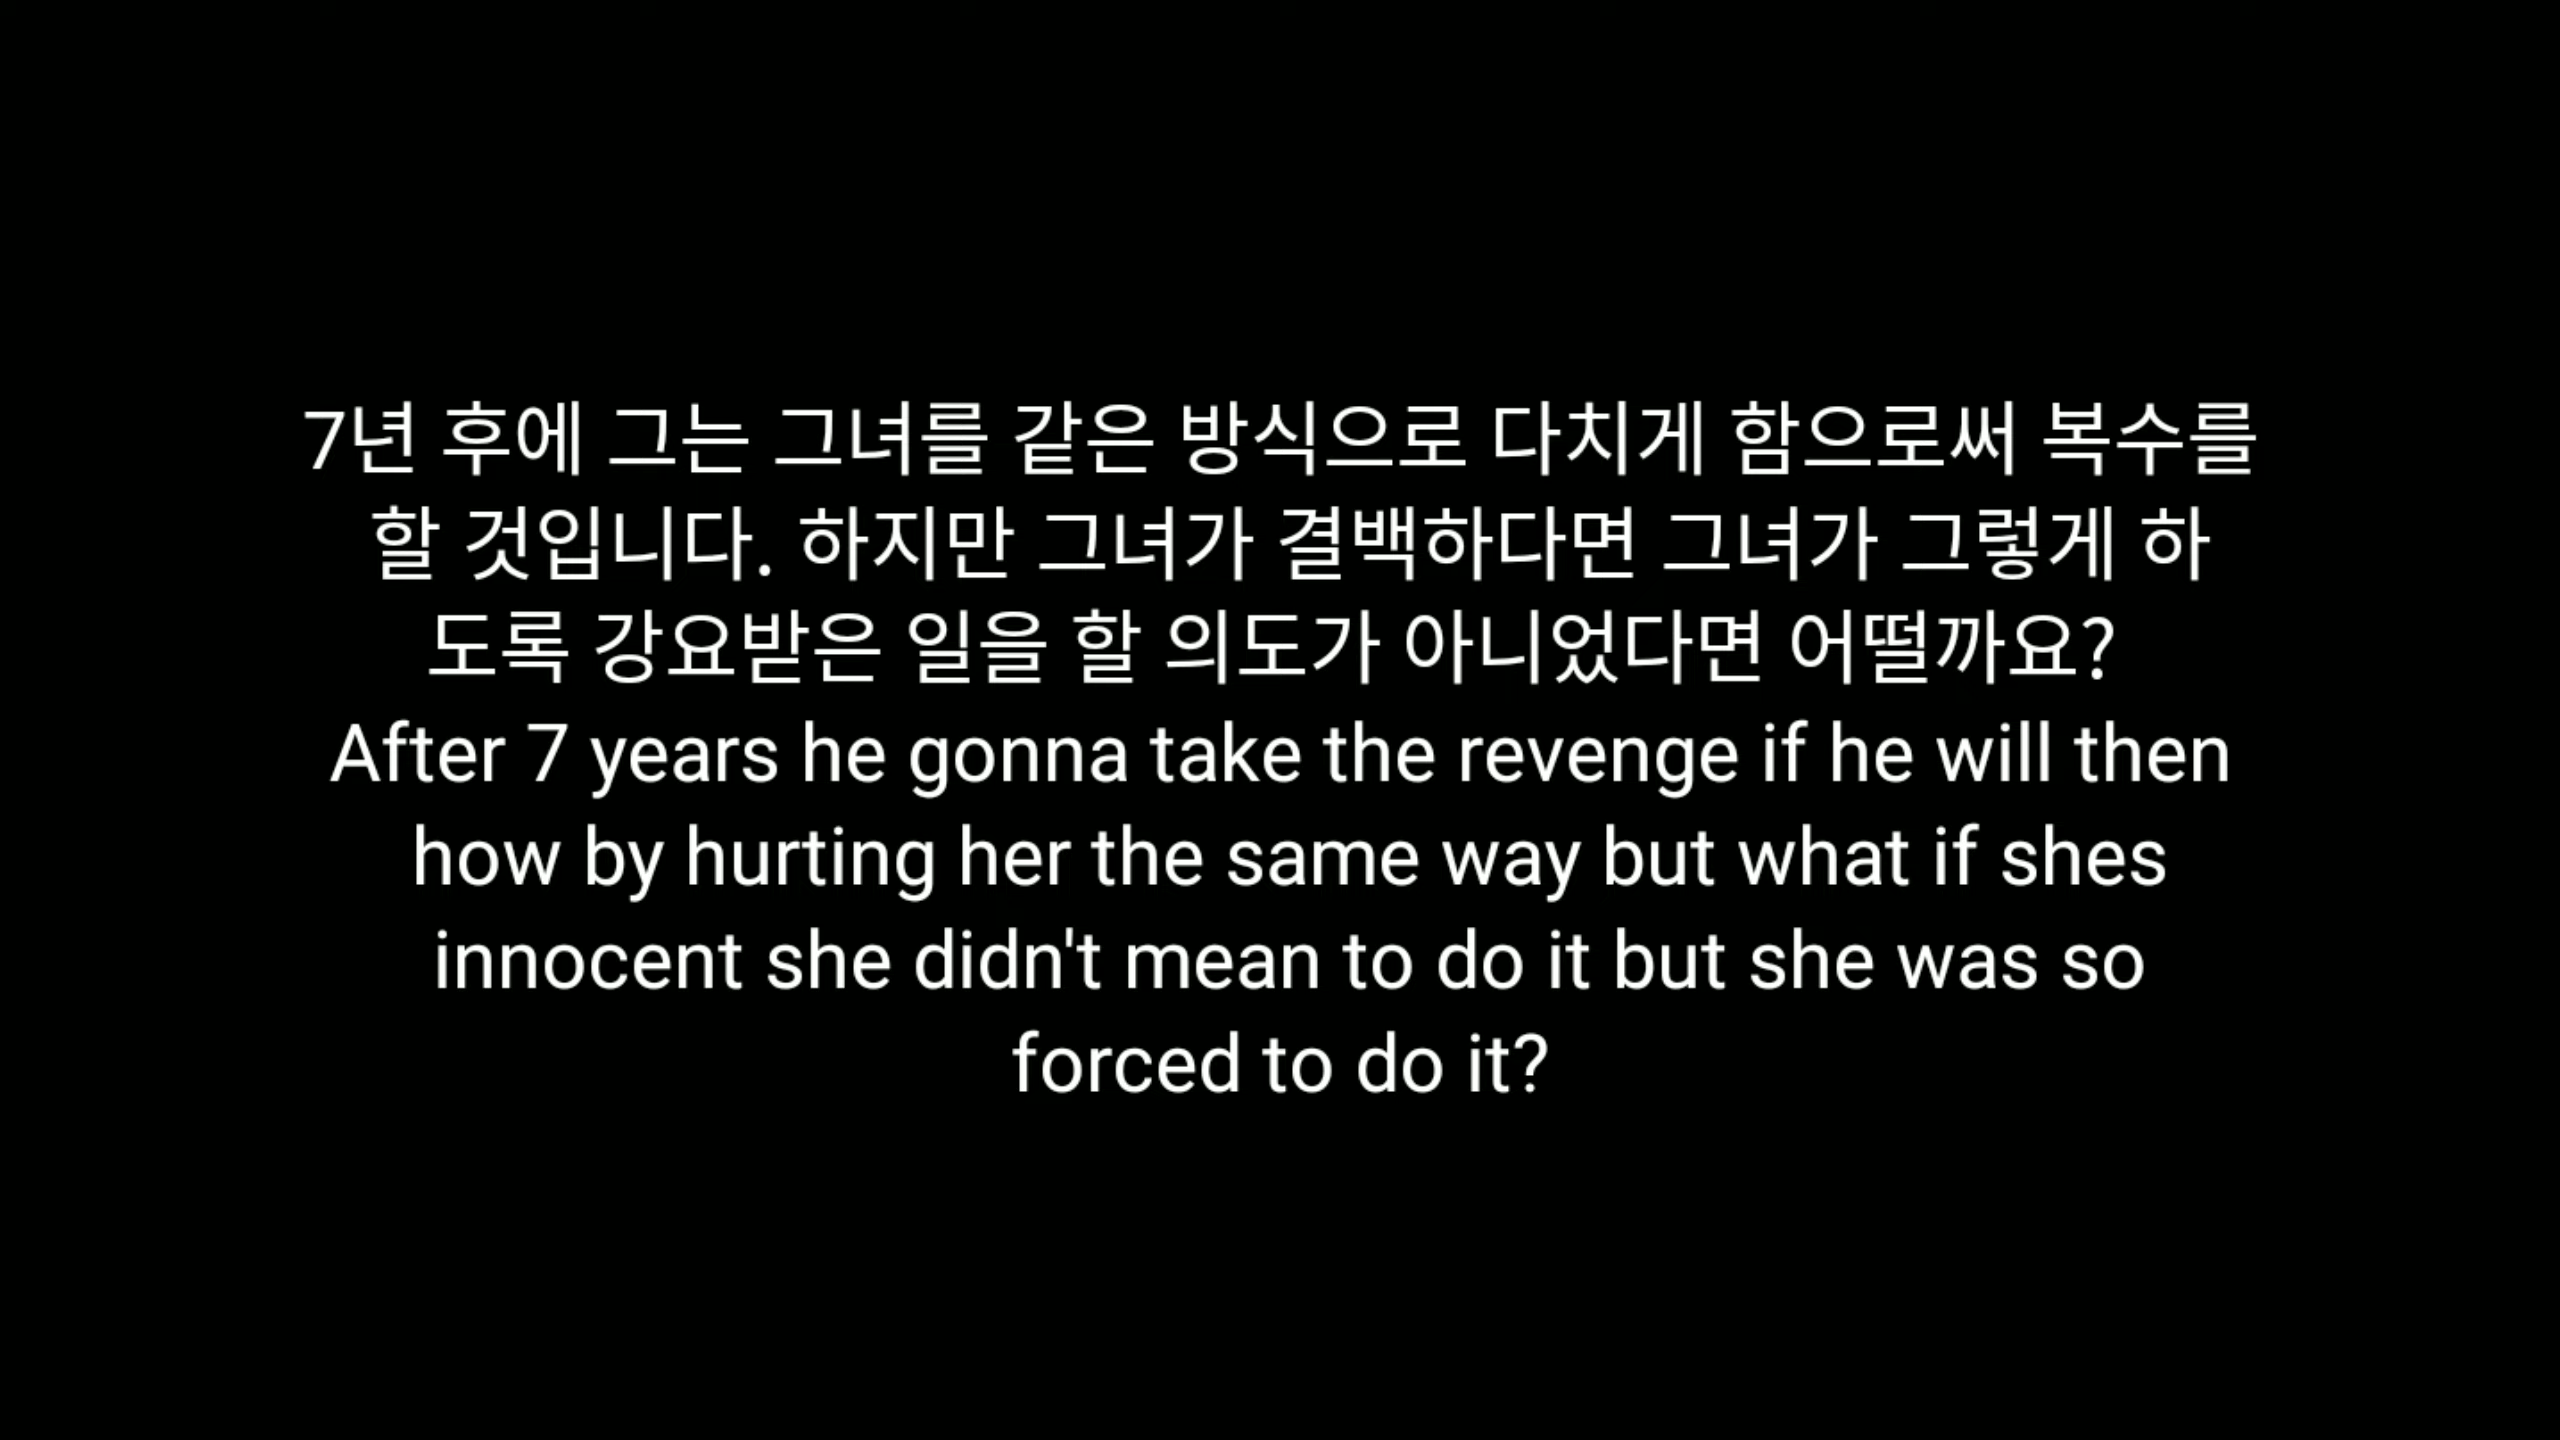 7년 후에 그는 그녀를 같은 방식으로 다치게 함으로써 복수를
할 것입니다. 하지만 그녀가 결백하다면 그녀가 그렇게 하
도록 강요받은 일을 할 의도가 아니었다면 어떨까요?
After 7 years he gonna take the revenge if he will then
how by hurting her the same way but what if shes
innocent she didn't mean to do it but she was so
forced to do it?